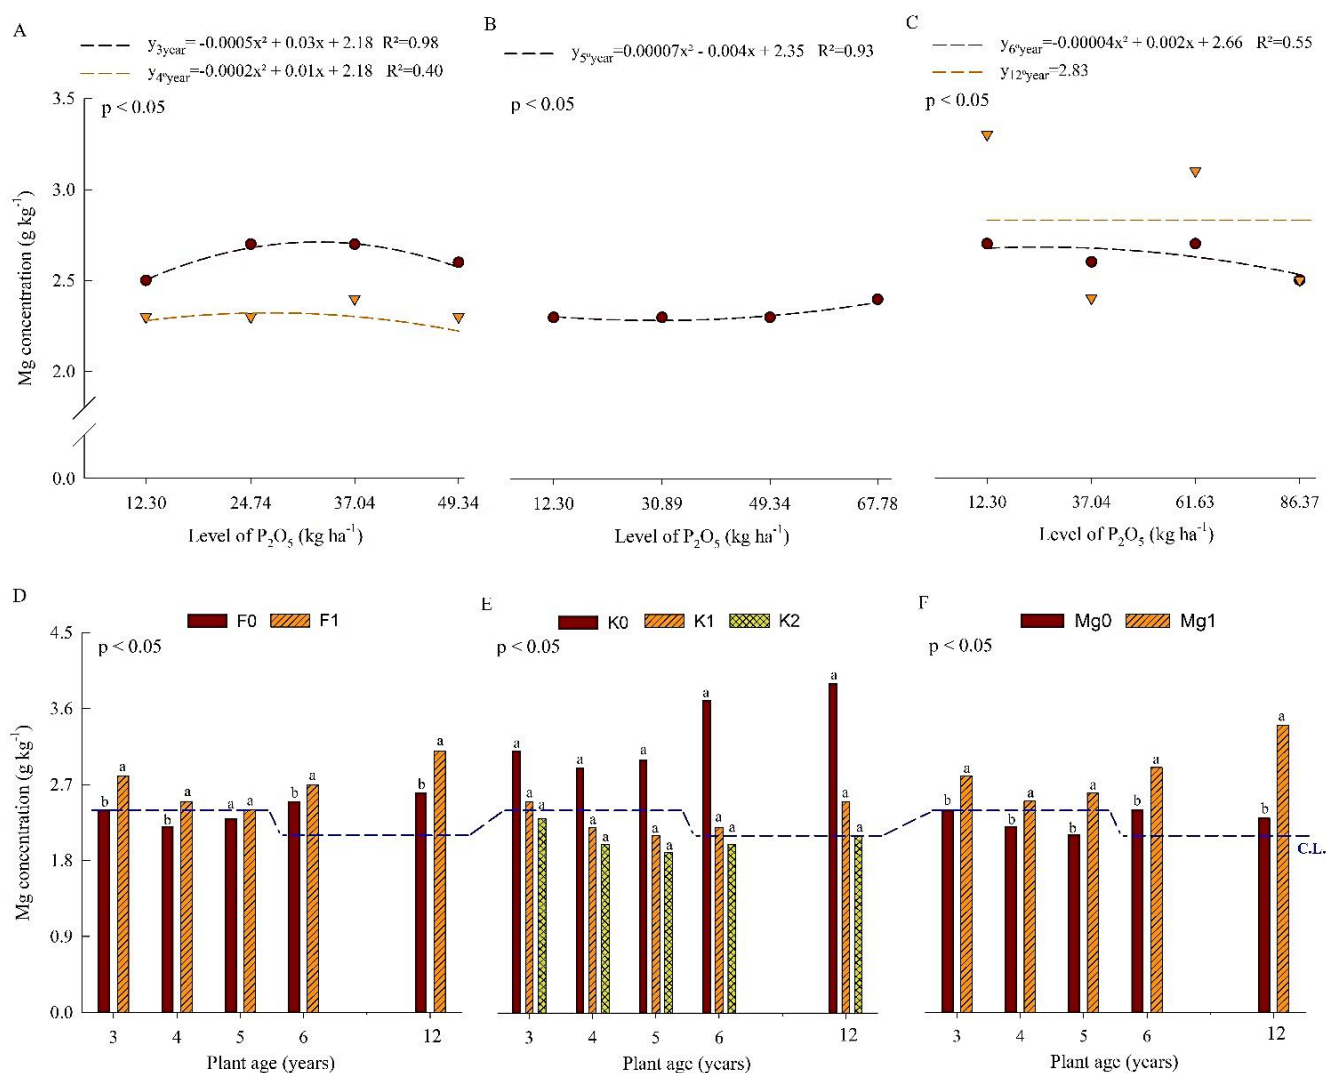 A
y3year= -0.0005x² + 0.03x + 2.18 R²=0.98
y4ºyear=-0.0002x² + 0.01x + 2.18 R²=0.40
B
y5ºyear=0.00007x² - 0.004x + 2.35 R²=0.93
C
y6ºyear=-0.00004x² + 0.002x + 2.66 R²=0.55
y12ºyear=2.83
p < 0.05
p < 0.05
p < 0.05
Mg concentration (g kg⁻¹)
3.5
3.0
2.5
2.0
0.0
12.30 24.74 37.04 49.34
Level of P₂O₅ (kg ha⁻¹)
12.30 30.89 49.34 67.78
Level of P₂O₅ (kg ha⁻¹)
12.30 37.04 61.63 86.37
Level of P₂O₅ (kg ha⁻¹)
D
F0 F1
p < 0.05
Mg concentration (g kg⁻¹)
4.5
3.6
2.7
1.8
0.9
0.0
b a b a a a b a b a
3 4 5 6 12
Plant age (years)
E
K0 K1 K2
p < 0.05
a a a a a a a a a a a a a a a
3 4 5 6 12
Plant age (years)
F
Mg0 Mg1
p < 0.05
b a b a b a b a b a
C.L.
3 4 5 6 12
Plant age (years)